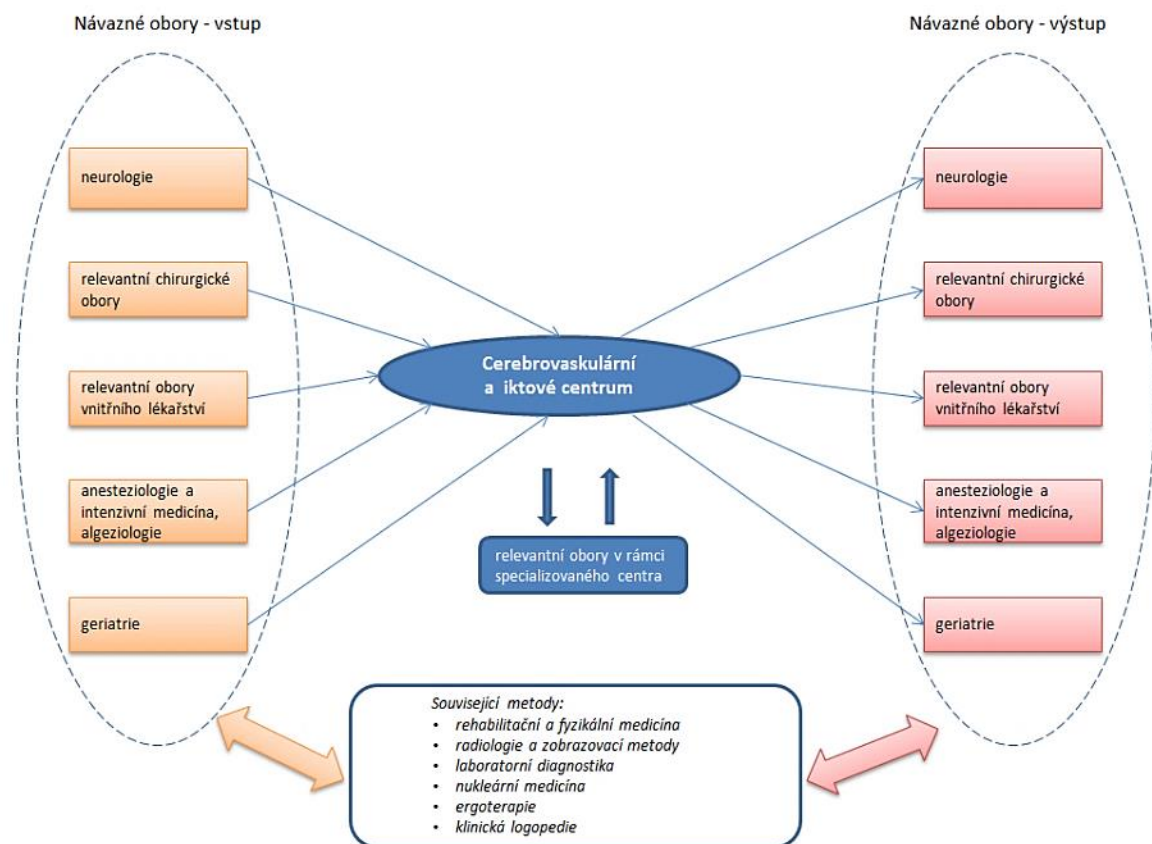 Návazné obory - vstup
Návazné obory - výstup
neurologie
relevantní chirurgické
obory
relevantní obory
vnitřního lékařství
anesteziologie a
intenzivní medicína,
algeziologie
geriatrie
Cerebrovaskulární
a iktové centrum
relevantní obory v rámci
specializovaného centra
neurologie
relevantní chirurgické
obory
relevantní obory
vnitřního lékařství
anesteziologie a
intenzivní medicína,
algeziologie
geriatrie
Související metody:
• rehabilitační a fyzikální medicína
• radiologie a zobrazovací metody
• laboratorní diagnostika
• nukleární medicína
• ergoterapie
• klinická logopedie